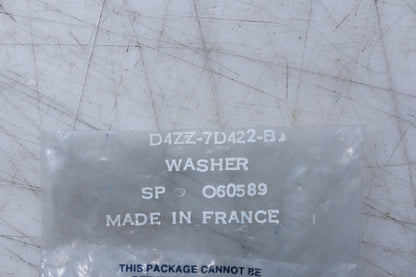 D4ZZ-7D422-B
WASHER
SP 060589
MADE IN FRANCE
THIS PACKAGE CANNOT BE